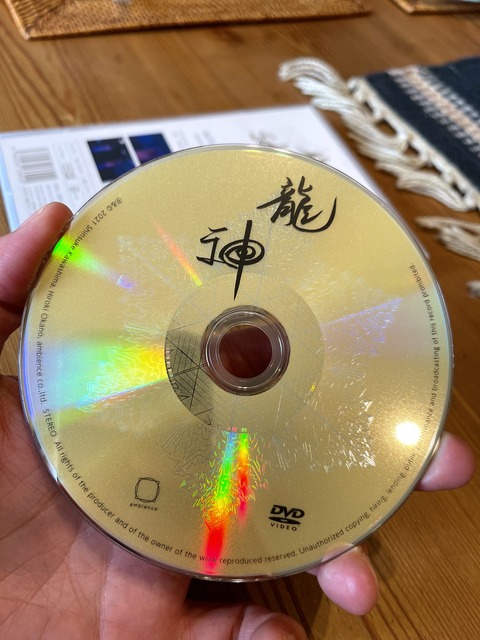 龍
神
ambience
DVD
VIDEO
℗&© 2021 Shinsuke Kawashima, Hiroki Okano, ambience co.,ltd. STEREO All rights of the producer and of the owner of the work reproduced reserved. Unauthorized copying, hiring, lending, public performance and broadcasting of this record prohibited.